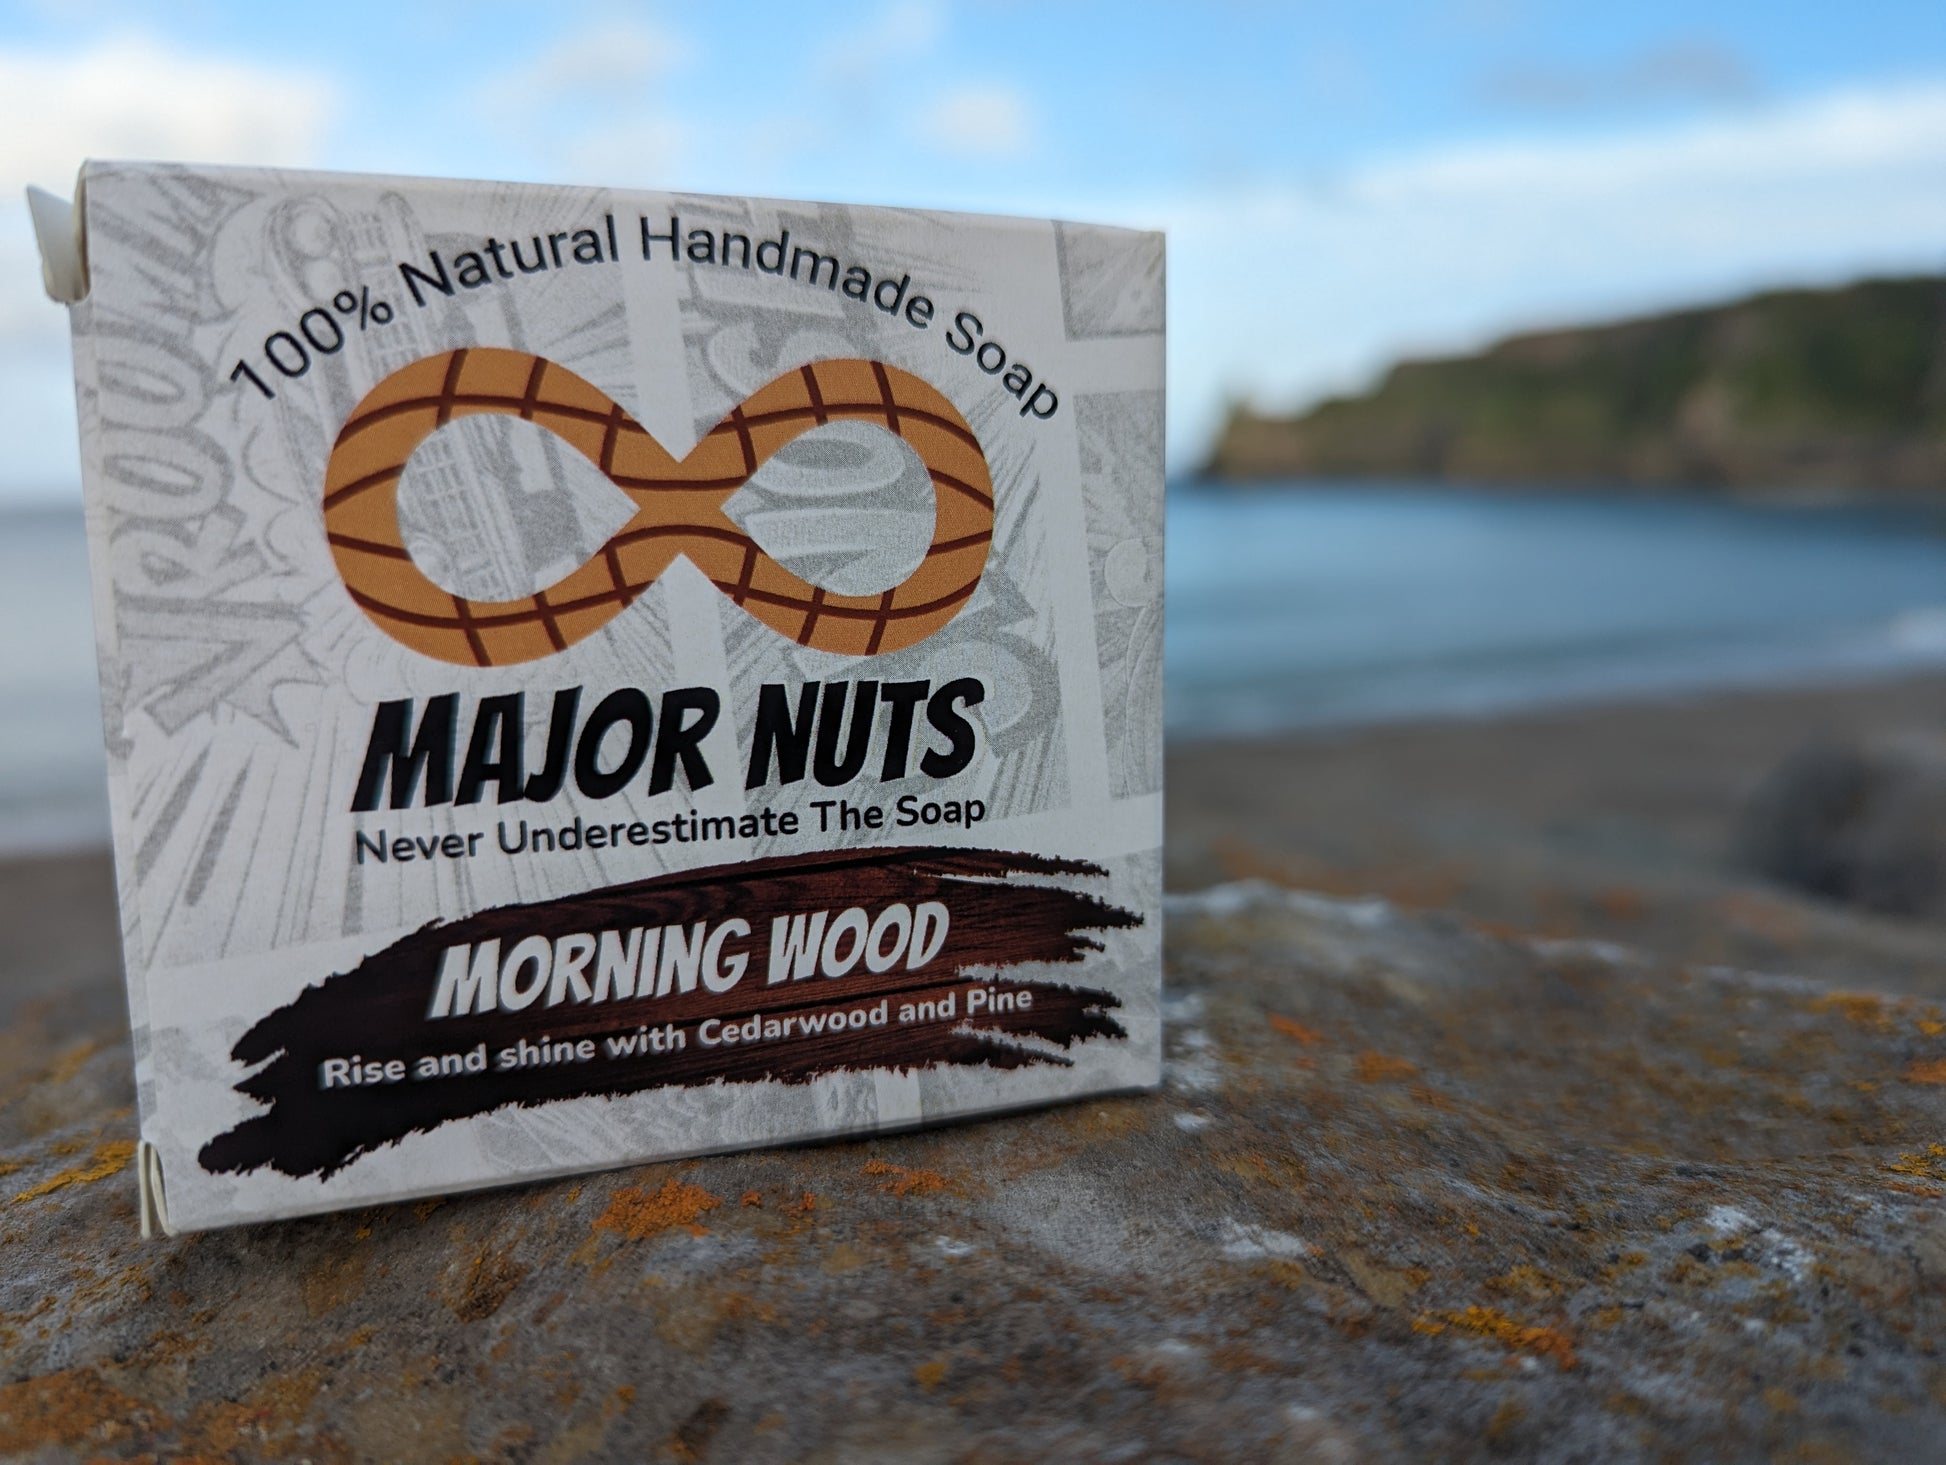 100% Natural Handmade Soap
MAJOR NUTS
Never Underestimate The Soap
MORNING WOOD
Rise and shine with Cedarwood and Pine
VROOM